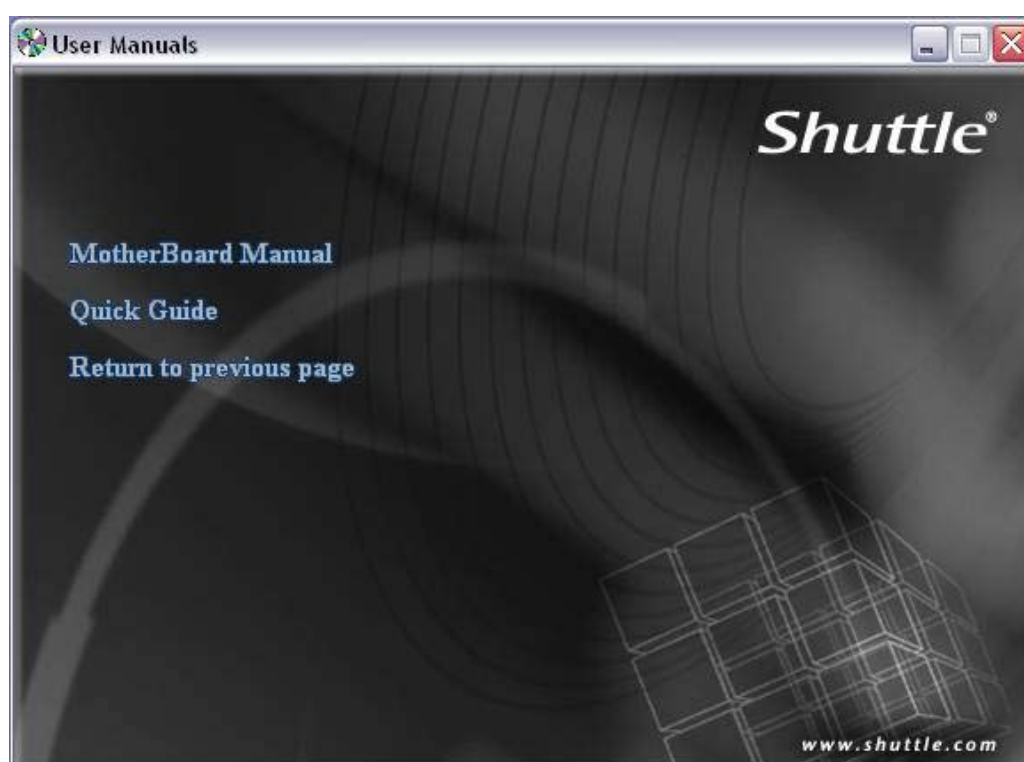 User Manuals
Shuttle®
MotherBoard Manual
Quick Guide
Return to previous page
www.shuttle.com